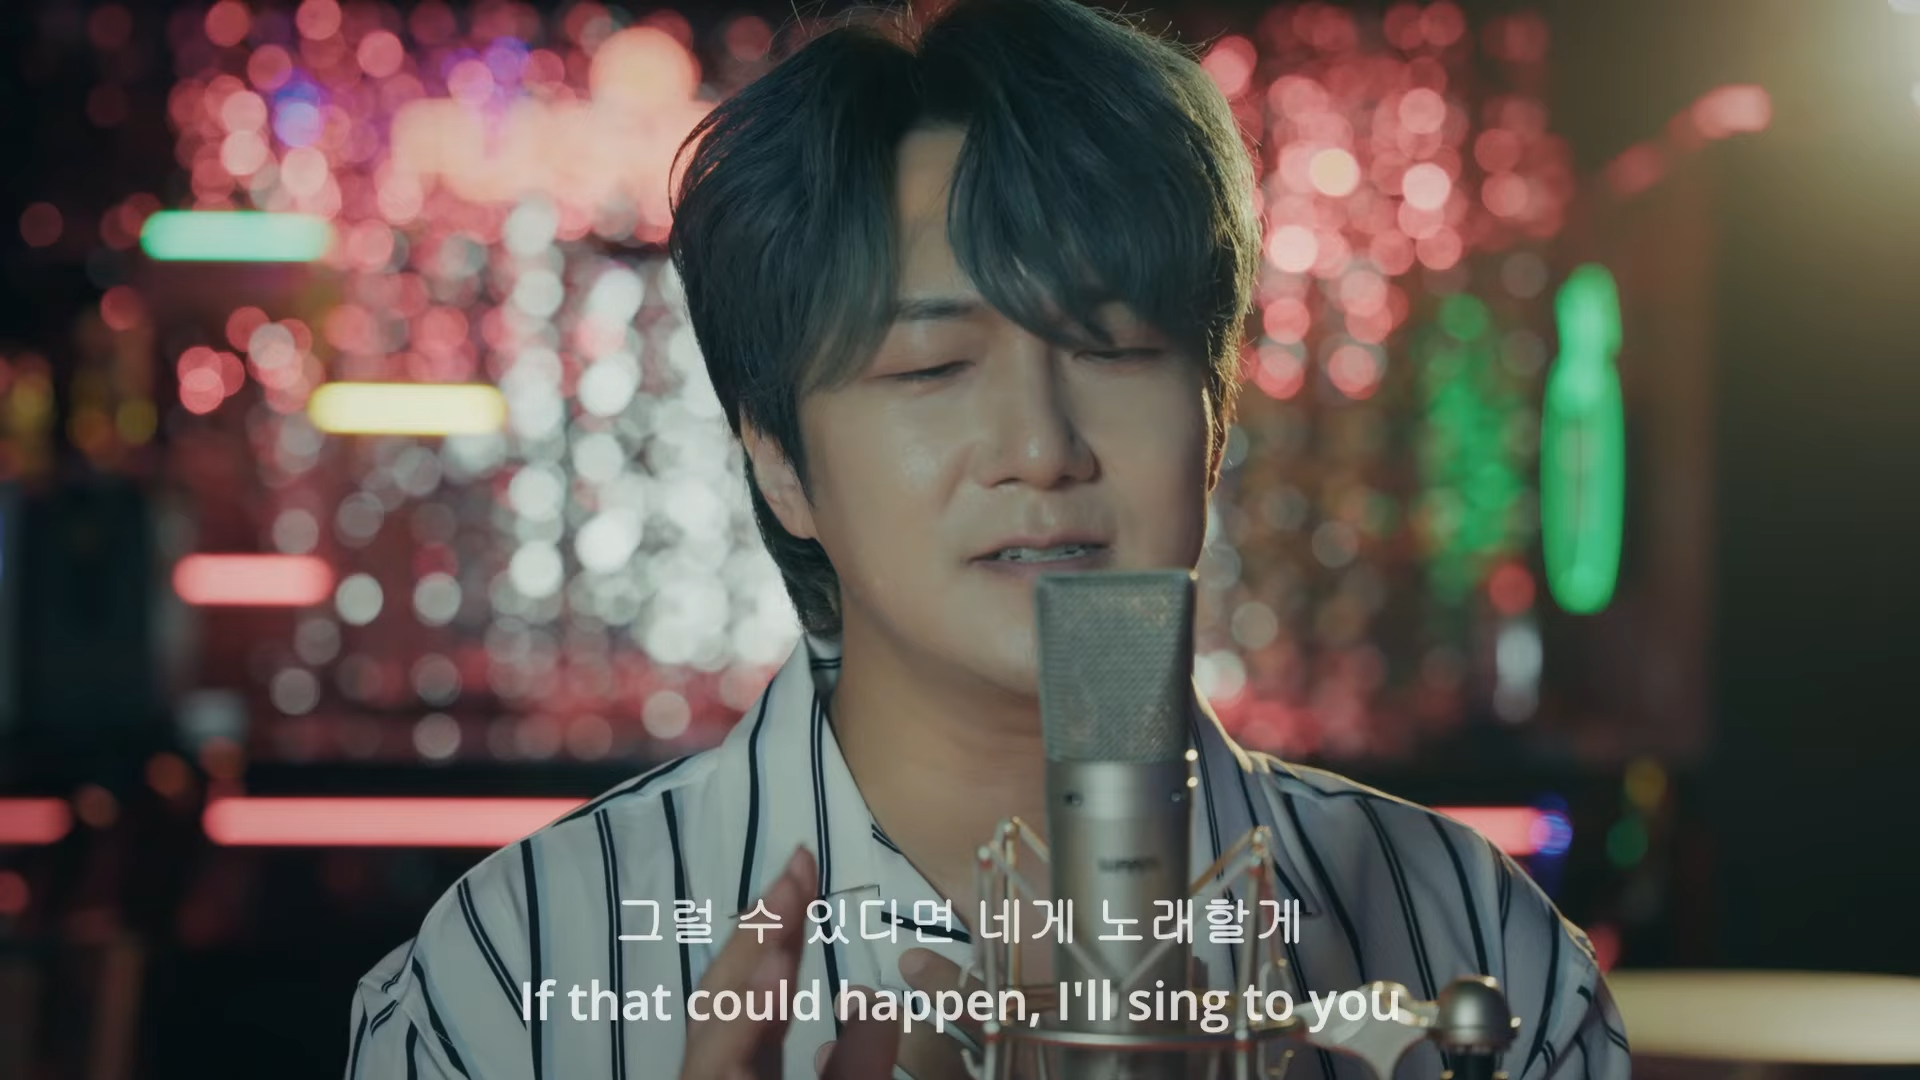 그럴 수 있다면 네게 노래할게
If that could happen, I'll sing to you